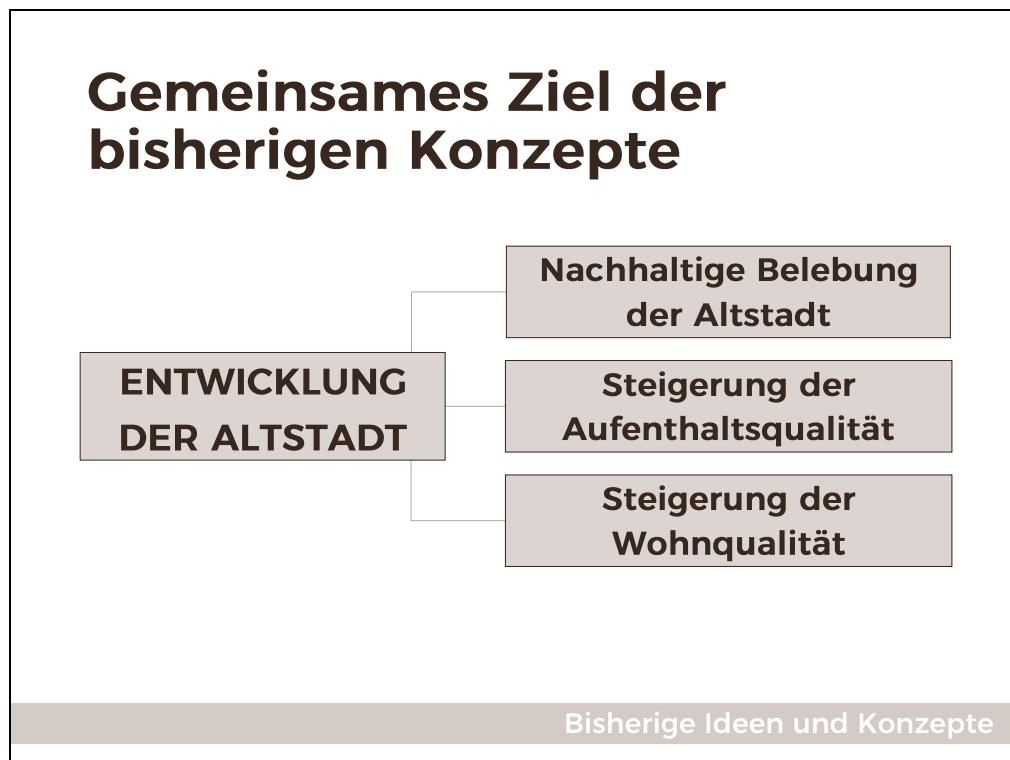 Gemeinsames Ziel der
bisherigen Konzepte
Nachhaltige Belebung
der Altstadt
ENTWICKLUNG
DER ALTSTADT
Steigerung der
Aufenthaltsqualität
Steigerung der
Wohnqualität
Bisherige Ideen und Konzepte